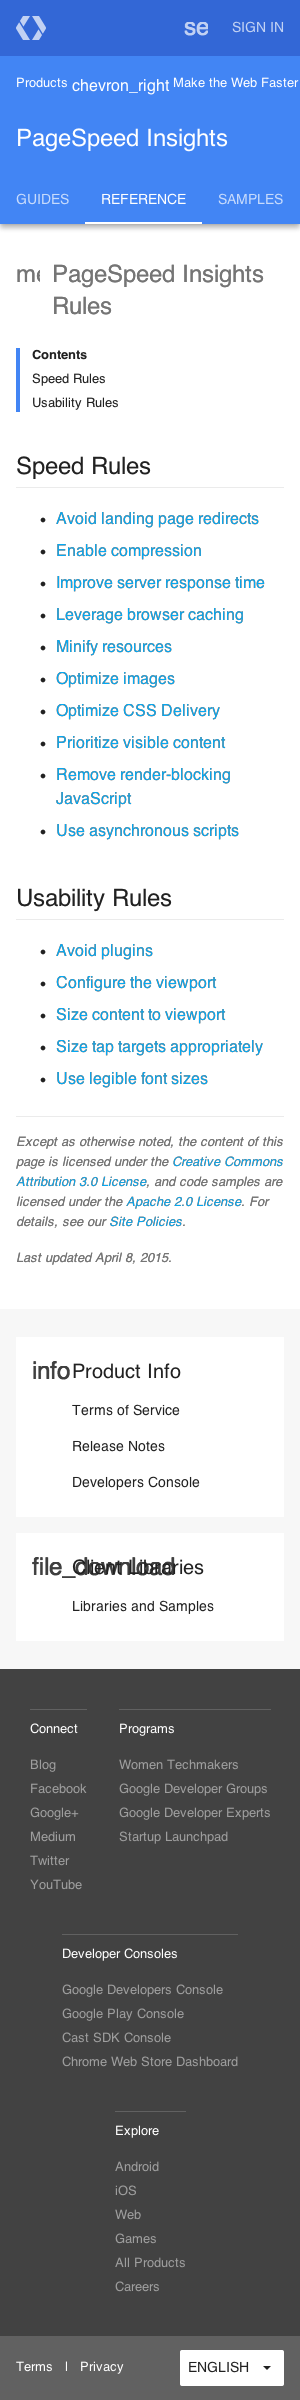 se SIGN IN
Products chevron_right Make the Web Faster
PageSpeed Insights
GUIDES REFERENCE SAMPLES
PageSpeed Insights
Rules
Contents
Speed Rules
Usability Rules
Speed Rules
Avoid landing page redirects
Enable compression
Improve server response time
Leverage browser caching
Minify resources
Optimize images
Optimize CSS Delivery
Prioritize visible content
Remove render-blocking
JavaScript
Use asynchronous scripts
Usability Rules
Avoid plugins
Configure the viewport
Size content to viewport
Size tap targets appropriately
Use legible font sizes
Except as otherwise noted, the content of this
page is licensed under the Creative Commons
Attribution 3.0 License, and code samples are
licensed under the Apache 2.0 License. For
details, see our Site Policies.
Last updated April 8, 2015.
info Product Info
Terms of Service
Release Notes
Developers Console
file_download Client Libraries
Libraries and Samples
Connect
Blog
Facebook
Google+
Medium
Twitter
YouTube
Programs
Women Techmakers
Google Developer Groups
Google Developer Experts
Startup Launchpad
Developer Consoles
Google Developers Console
Google Play Console
Cast SDK Console
Chrome Web Store Dashboard
Explore
Android
iOS
Web
Games
All Products
Careers
Terms | Privacy ENGLISH